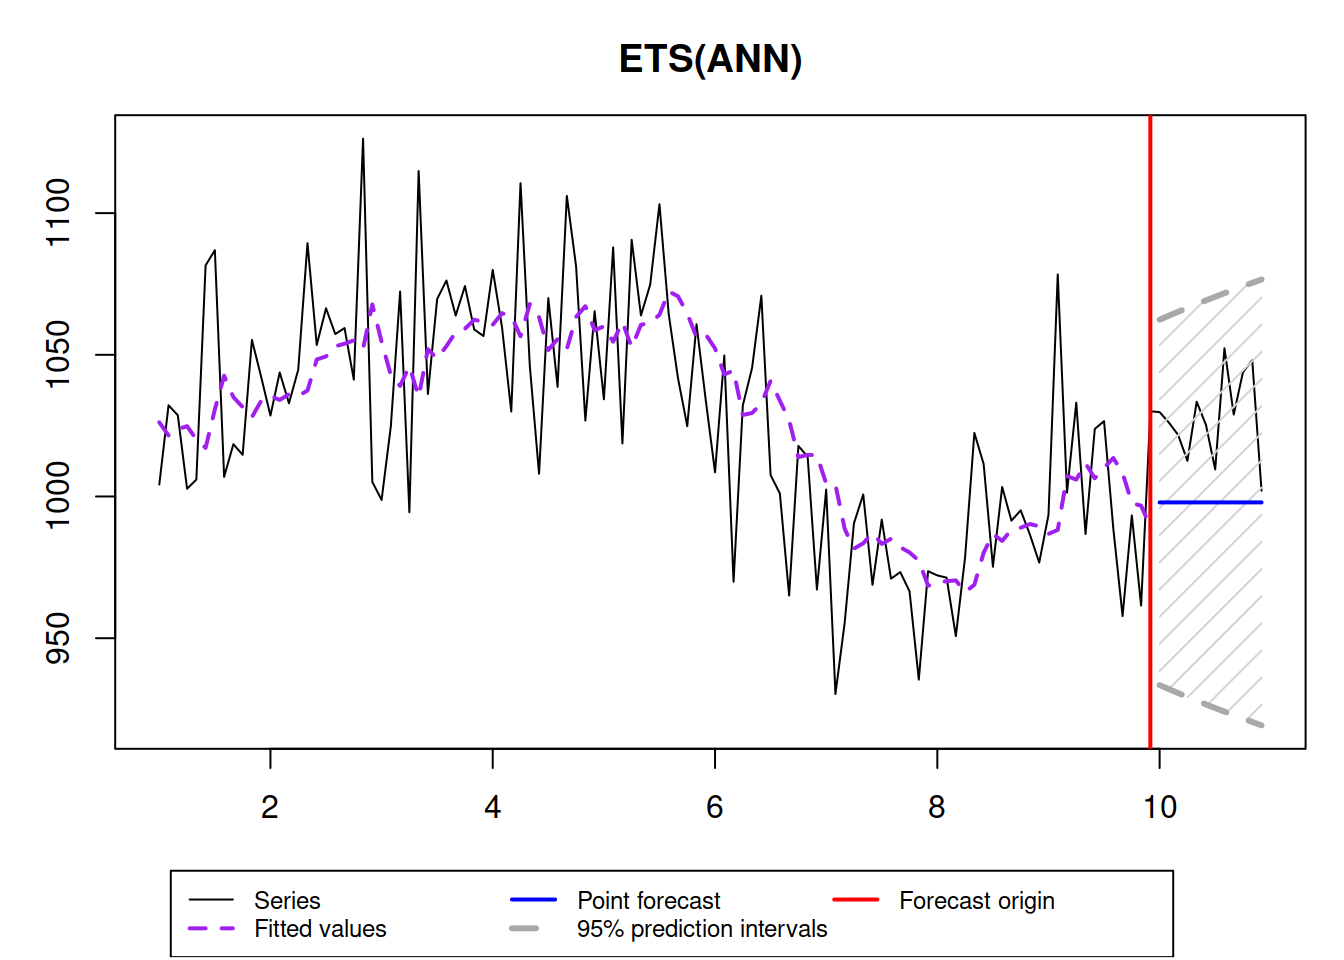 ETS(ANN)
1100
1050
1000
950
2 4 6 8 10
Series Point forecast Forecast origin
Fitted values 95% prediction intervals